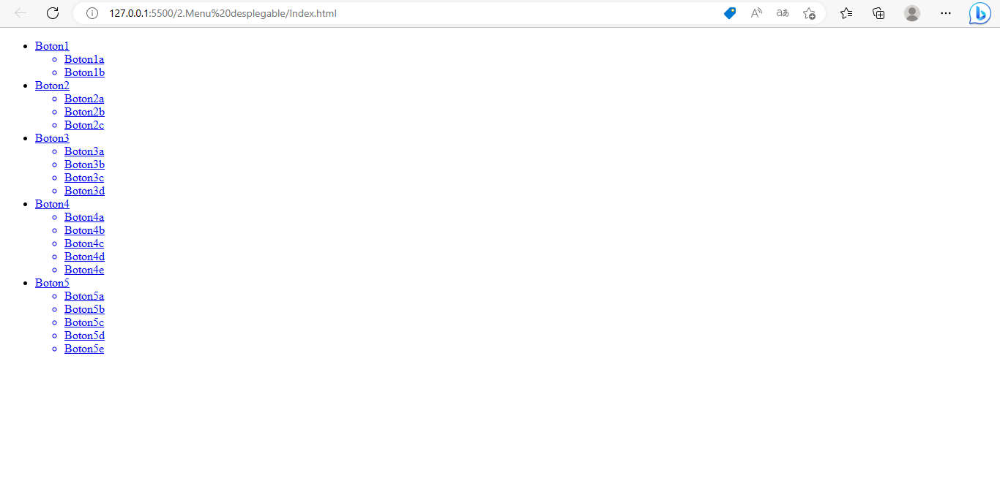 127.0.0.1:5500/2.Menu%20desplegable/Index.html
Boton1
Boton1a
Boton1b
Boton2
Boton2a
Boton2b
Boton2c
Boton3
Boton3a
Boton3b
Boton3c
Boton3d
Boton4
Boton4a
Boton4b
Boton4c
Boton4d
Boton4e
Boton5
Boton5a
Boton5b
Boton5c
Boton5d
Boton5e